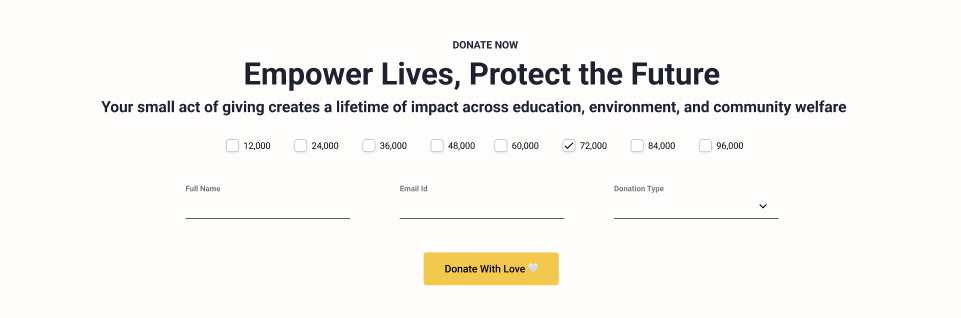 DONATE NOW
Empower Lives, Protect the Future
Your small act of giving creates a lifetime of impact across education, environment, and community welfare
12,000 24,000 36,000 48,000 60,000 72,000 84,000 96,000
Full Name Email Id Donation Type
Donate With Love 🤍